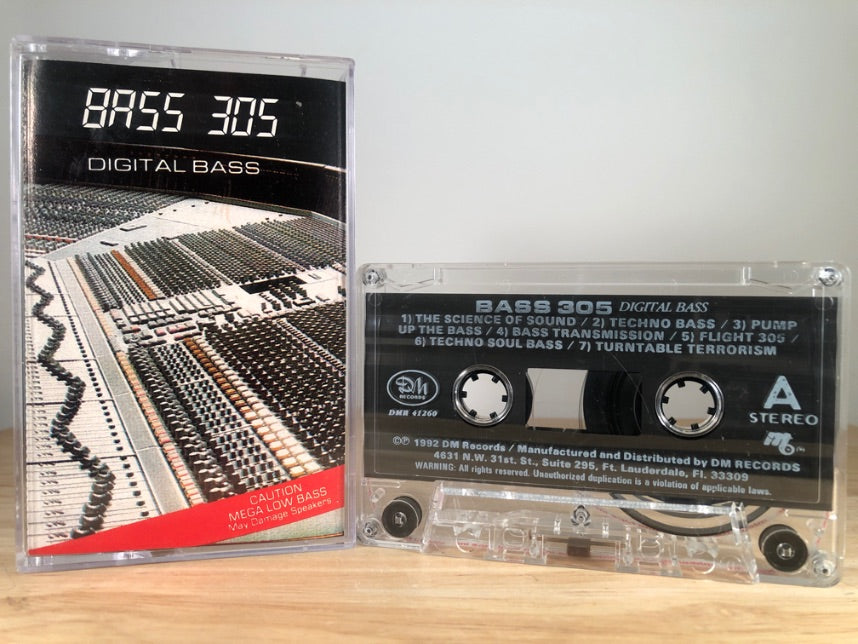 BASS 305
DIGITAL BASS
CAUTION
MEGA LOW BASS
May Damage Speakers...
BASS 305 DIGITAL BASS
1) THE SCIENCE OF SOUND / 2) TECHNO BASS / 3) PUMP
UP THE BASS / 4) BASS TRANSMISSION / 5) FLIGHT 305 /
6) TECHNO SOUL BASS / 7) TURNTABLE TERRORISM
DM
RECORDS
DMR 41260
A
STEREO
©℗ 1992 DM Records / Manufactured and Distributed by DM RECORDS
4631 N.W. 31st. St., Suite 295, Ft. Lauderdale, Fl. 33309
WARNING: All rights reserved. Unauthorized duplication is a violation of applicable laws.